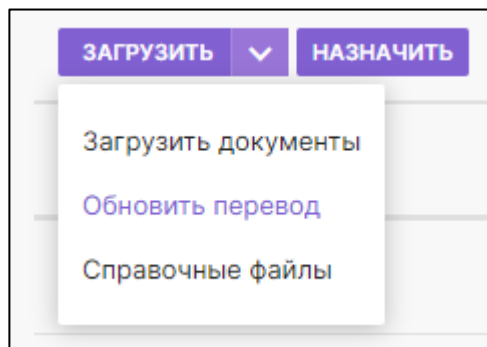 ЗАГРУЗИТЬ НАЗНАЧИТЬ
Загрузить документы
Обновить перевод
Справочные файлы